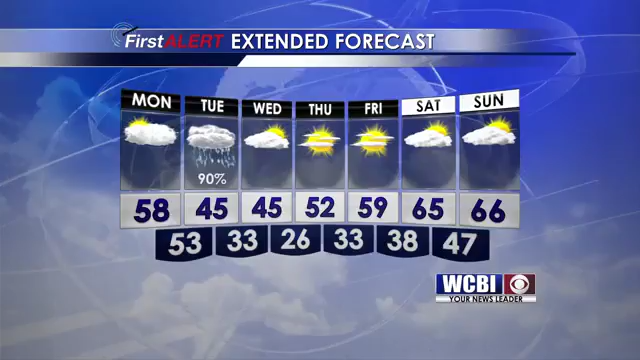 FirstALERT EXTENDED FORECAST
MON TUE WED THU FRI SAT SUN
90%
58 45 45 52 59 65 66
53 33 26 33 38 47
WCBI
YOUR NEWS LEADER